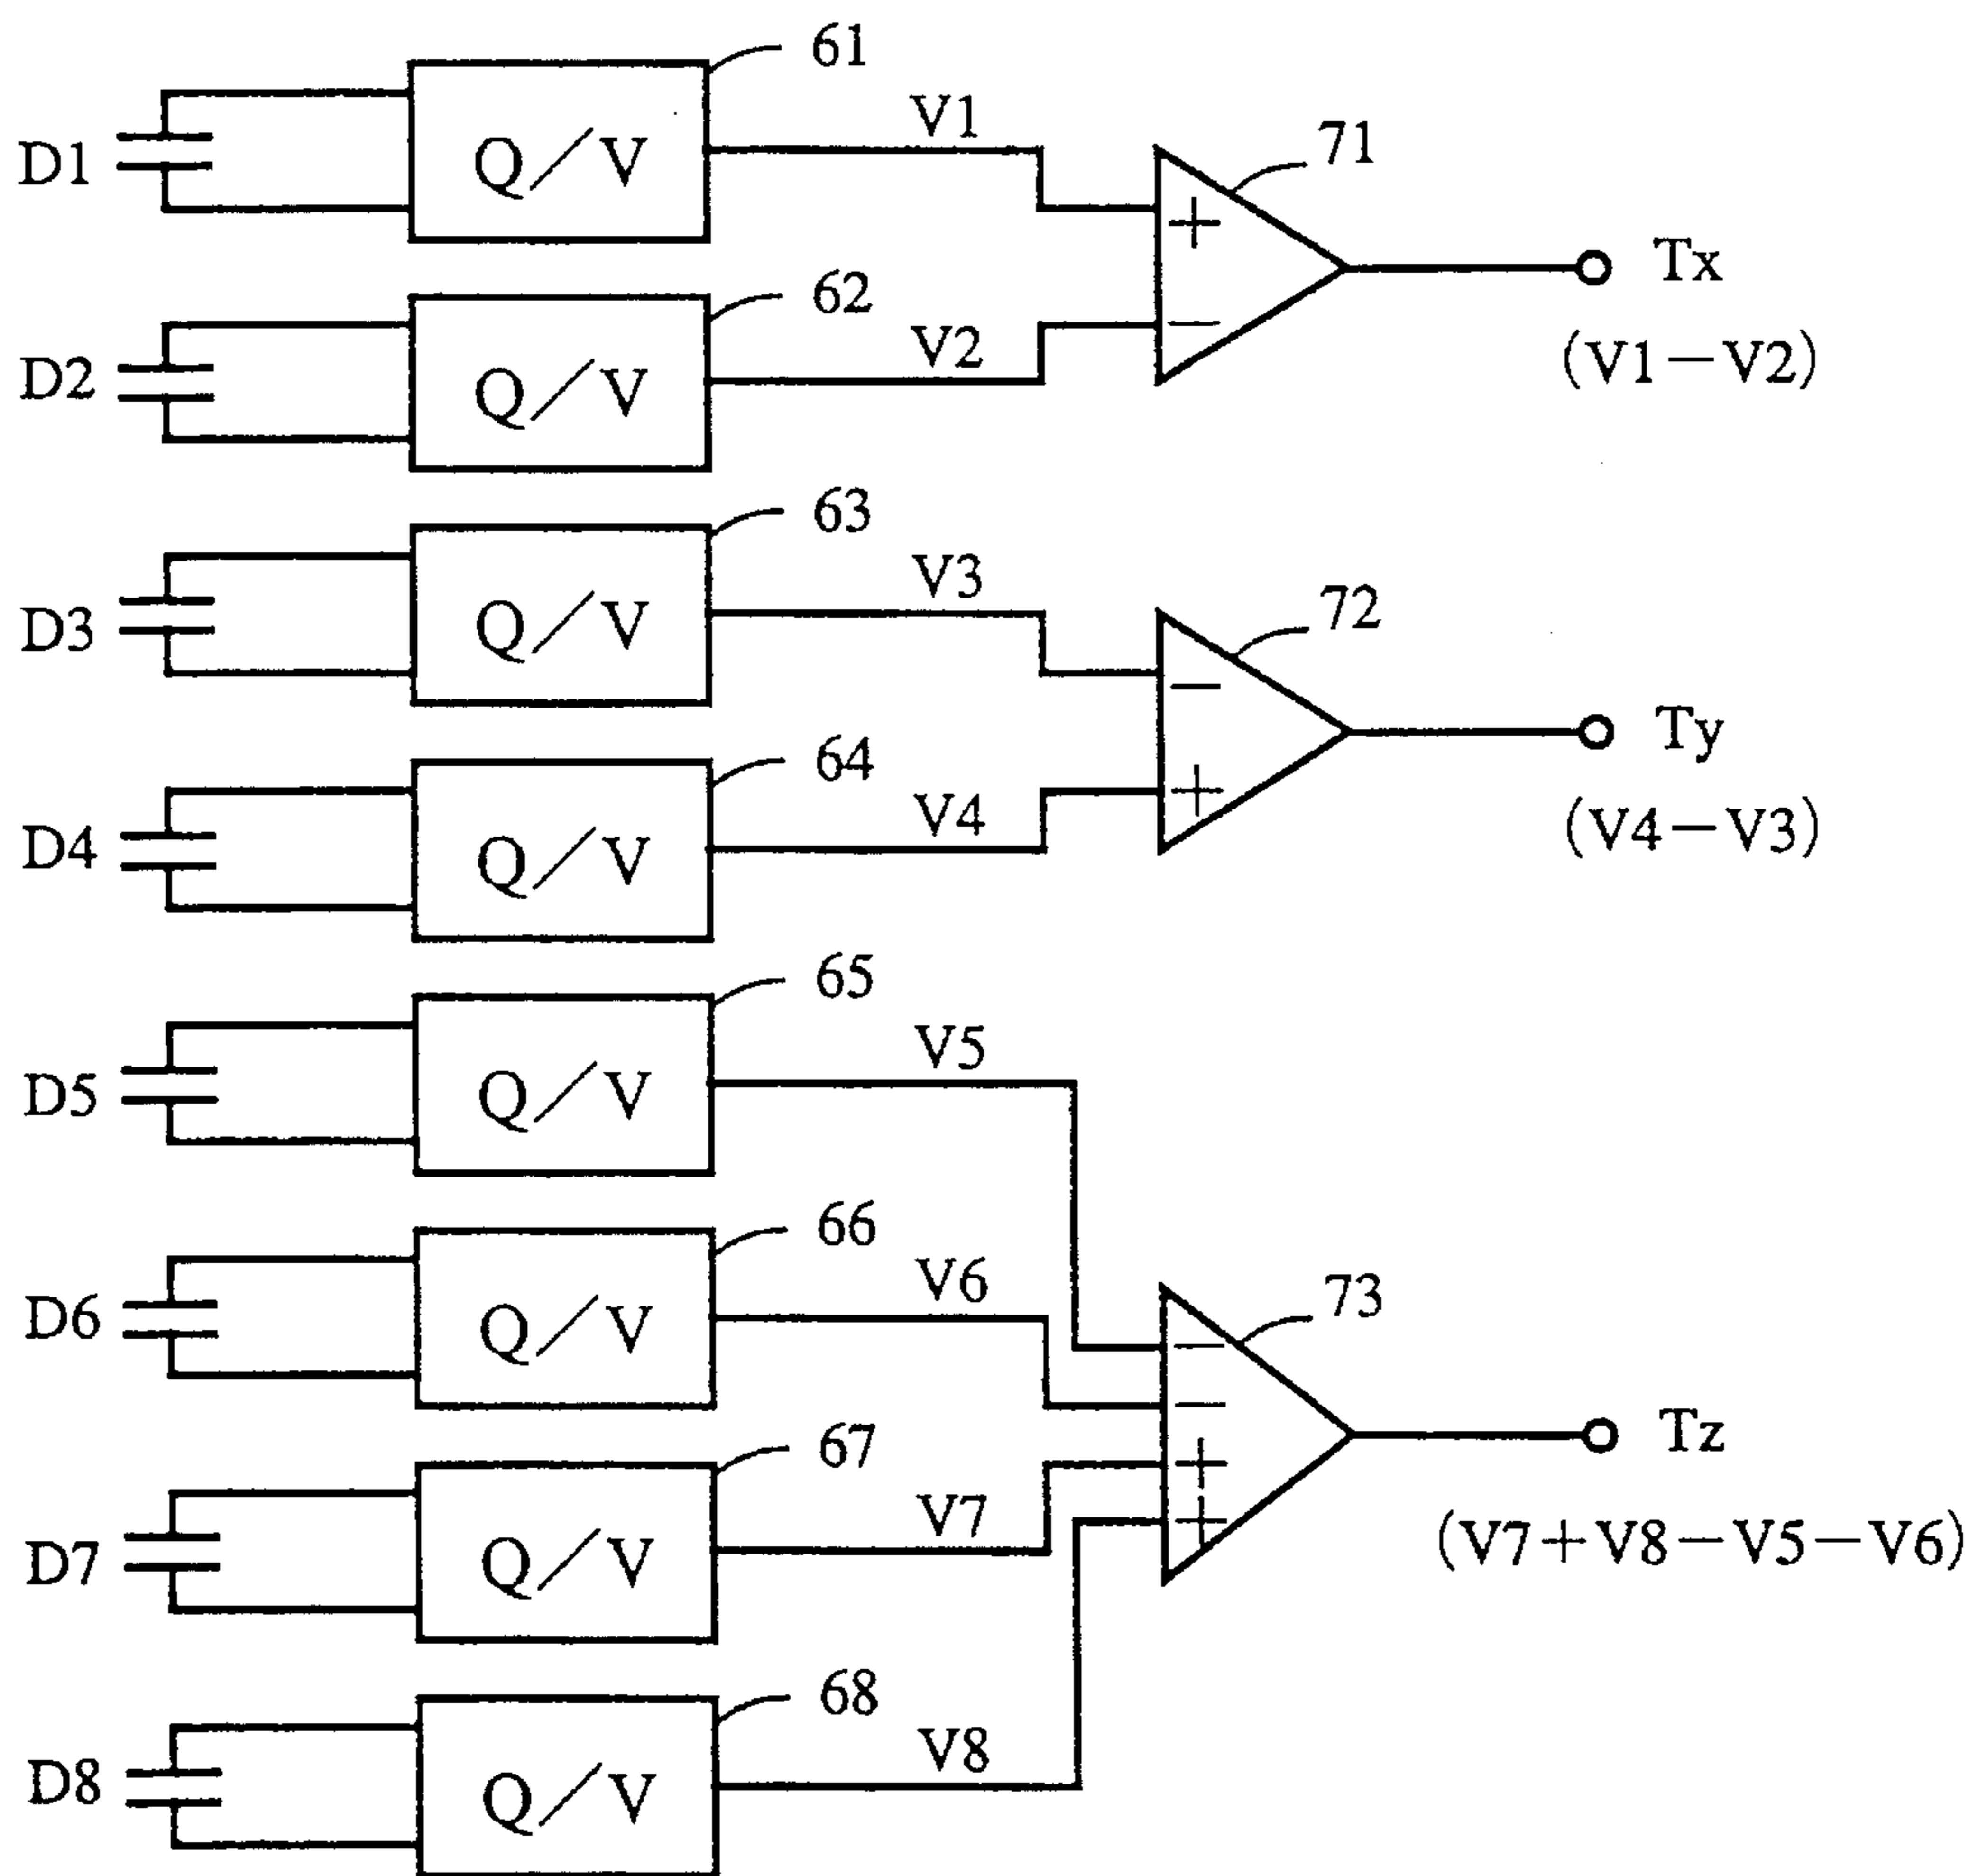 61
D1
Q/V
V1
71
+
−
Tx
(V1−V2)
62
D2
Q/V
V2
63
D3
Q/V
V3
72
−
+
Ty
(V4−V3)
64
D4
Q/V
V4
65
D5
Q/V
V5
66
D6
Q/V
V6
73
−
−
+
+
Tz
(V7+V8−V5−V6)
67
D7
Q/V
V7
68
D8
Q/V
V8